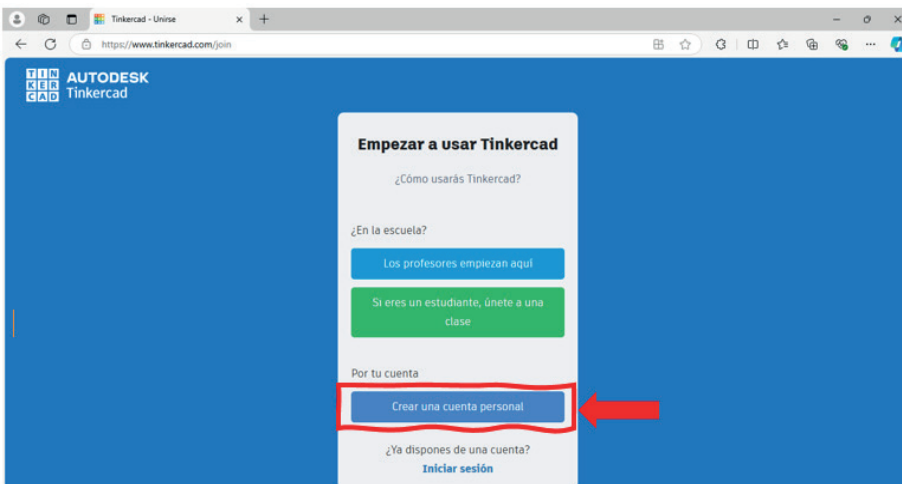 Tinkercad - Unirse
https://www.tinkercad.com/join
TIN
KER
CAD
AUTODESK
Tinkercad
Empezar a usar Tinkercad
¿Cómo usarás Tinkercad?
¿En la escuela?
Los profesores empiezan aquí
Si eres un estudiante, únete a una
clase
Por tu cuenta
Crear una cuenta personal
¿Ya dispones de una cuenta?
Iniciar sesión